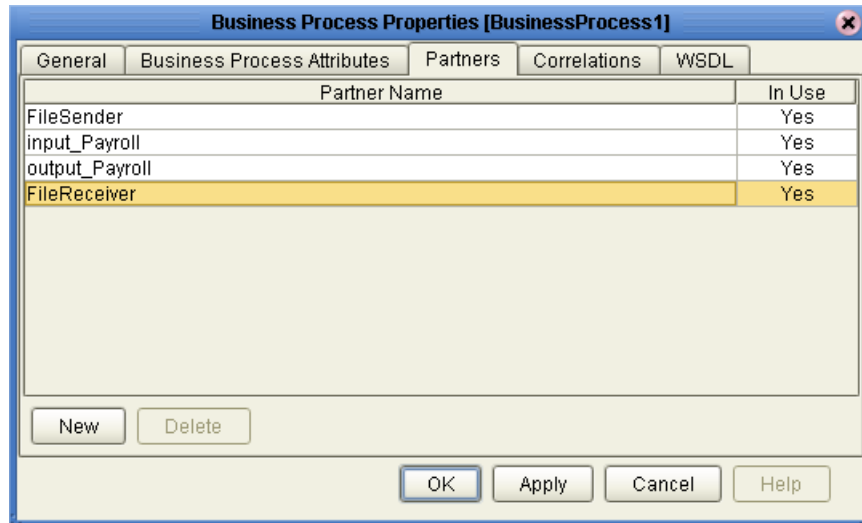 Business Process Properties [BusinessProcess1]
General Business Process Attributes Partners Correlations WSDL
Partner Name In Use
FileSender Yes
input_Payroll Yes
output_Payroll Yes
FileReceiver Yes
New Delete
OK Apply Cancel Help